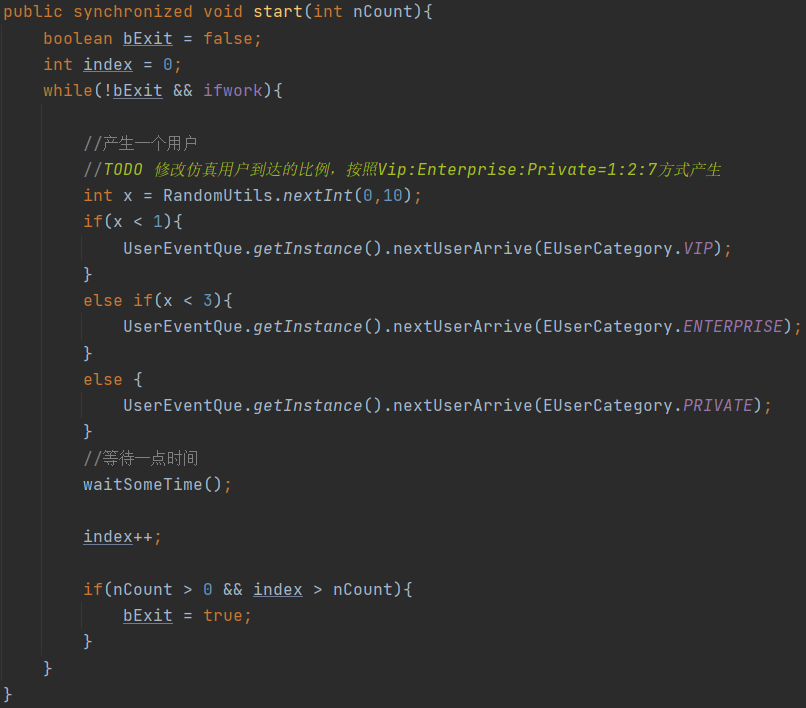 public synchronized void start(int nCount){
boolean bExit = false;
int index = 0;
while(!bExit && ifwork){
//产生一个用户
//TODO 修改仿真用户到达的比例，按照Vip:Enterprise:Private=1:2:7方式产生
int x = RandomUtils.nextInt(0,10);
if(x < 1){
UserEventQue.getInstance().nextUserArrive(EUserCategory.VIP);
}
else if(x < 3){
UserEventQue.getInstance().nextUserArrive(EUserCategory.ENTERPRISE);
}
else {
UserEventQue.getInstance().nextUserArrive(EUserCategory.PRIVATE);
}
//等待一点时间
waitSomeTime();
index++;
if(nCount > 0 && index > nCount){
bExit = true;
}
}
}